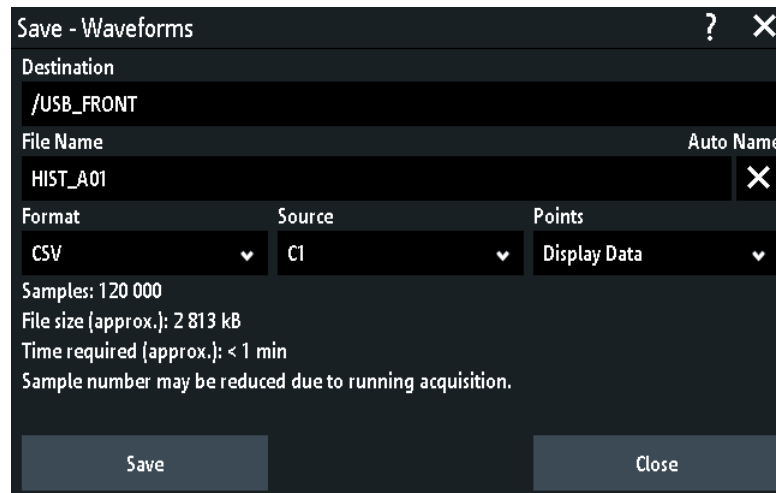 Save - Waveforms ?
Destination
/USB_FRONT
File Name Auto Name
HIST_A01
Format Source Points
CSV C1 Display Data
Samples: 120 000
File size (approx.): 2 813 kB
Time required (approx.): < 1 min
Sample number may be reduced due to running acquisition.
Save Close